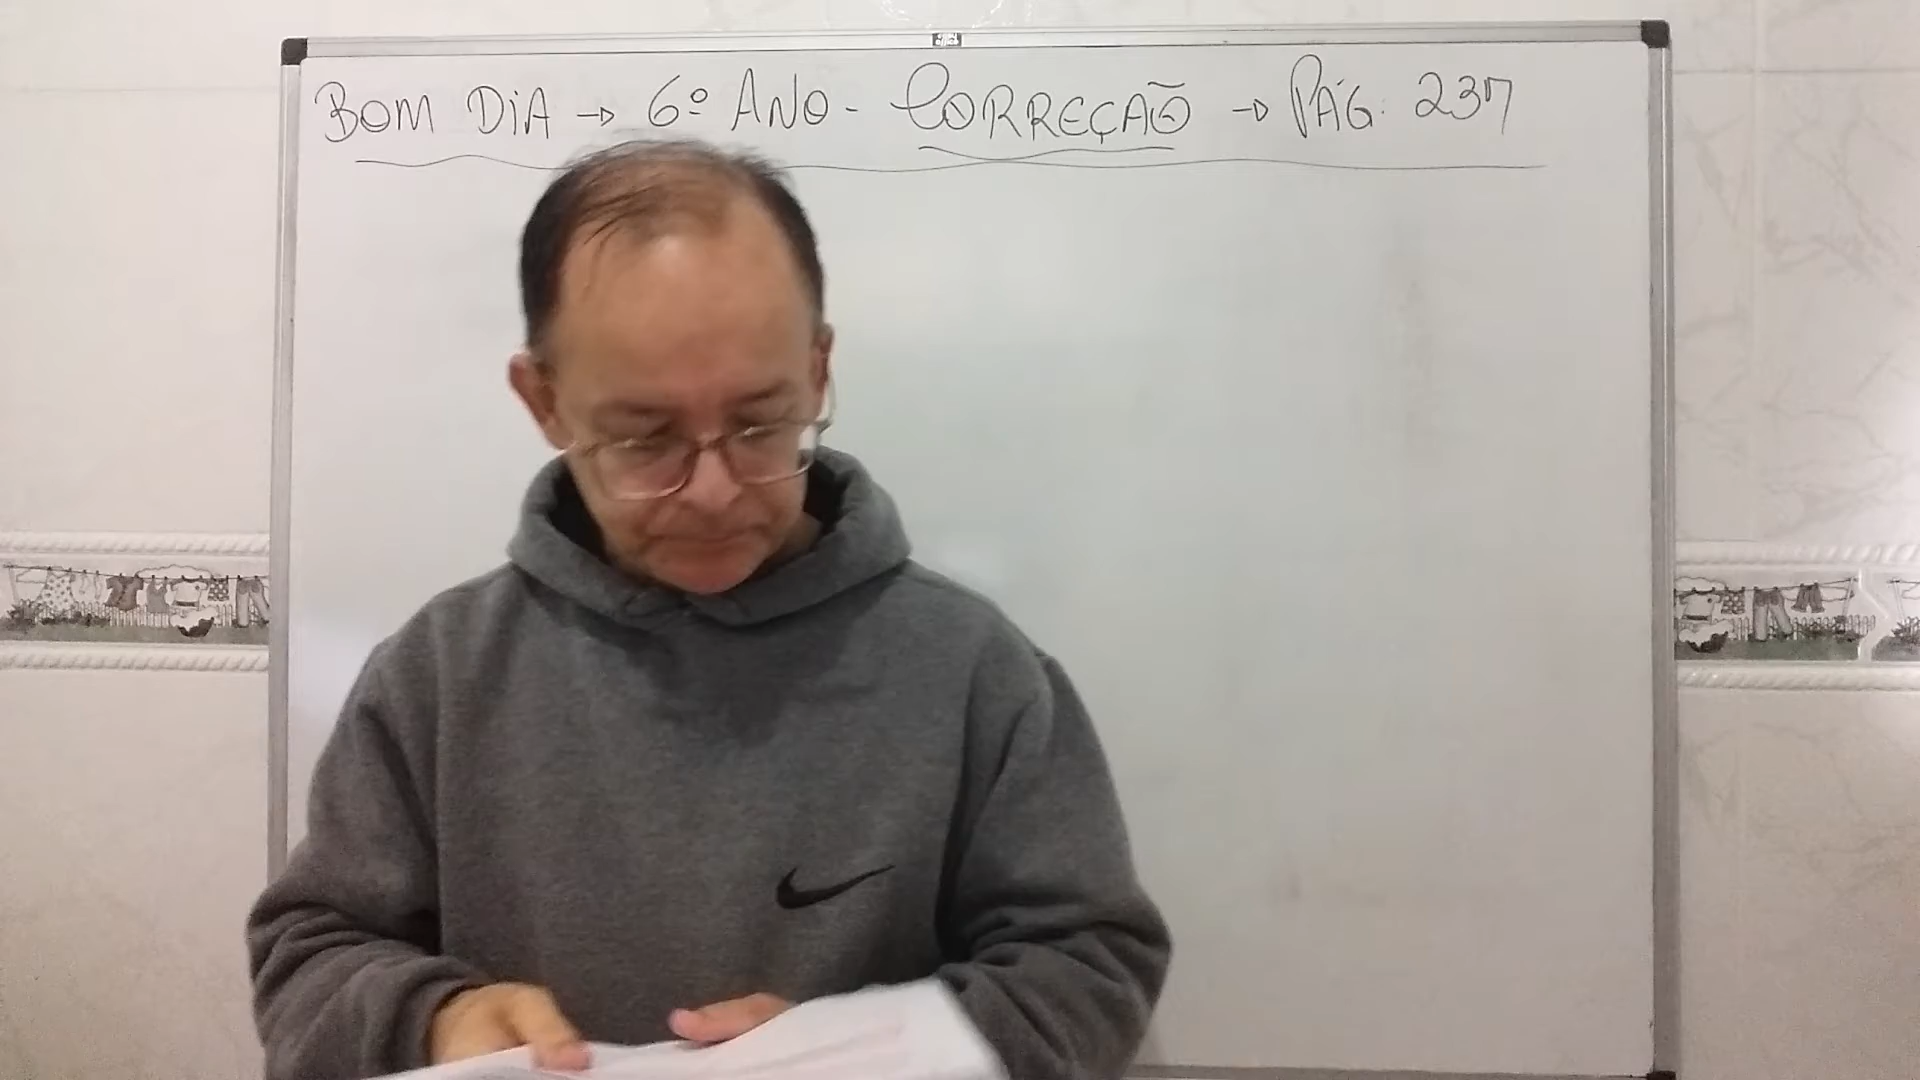 BOM DiA → 6º ANO - CORREÇÃO → PÁG: 237